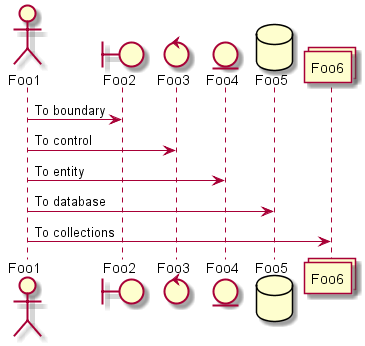 Foo1 Foo2 Foo3 Foo4 Foo5 Foo6
To boundary
To control
To entity
To database
To collections
Foo1 Foo2 Foo3 Foo4 Foo5 Foo6